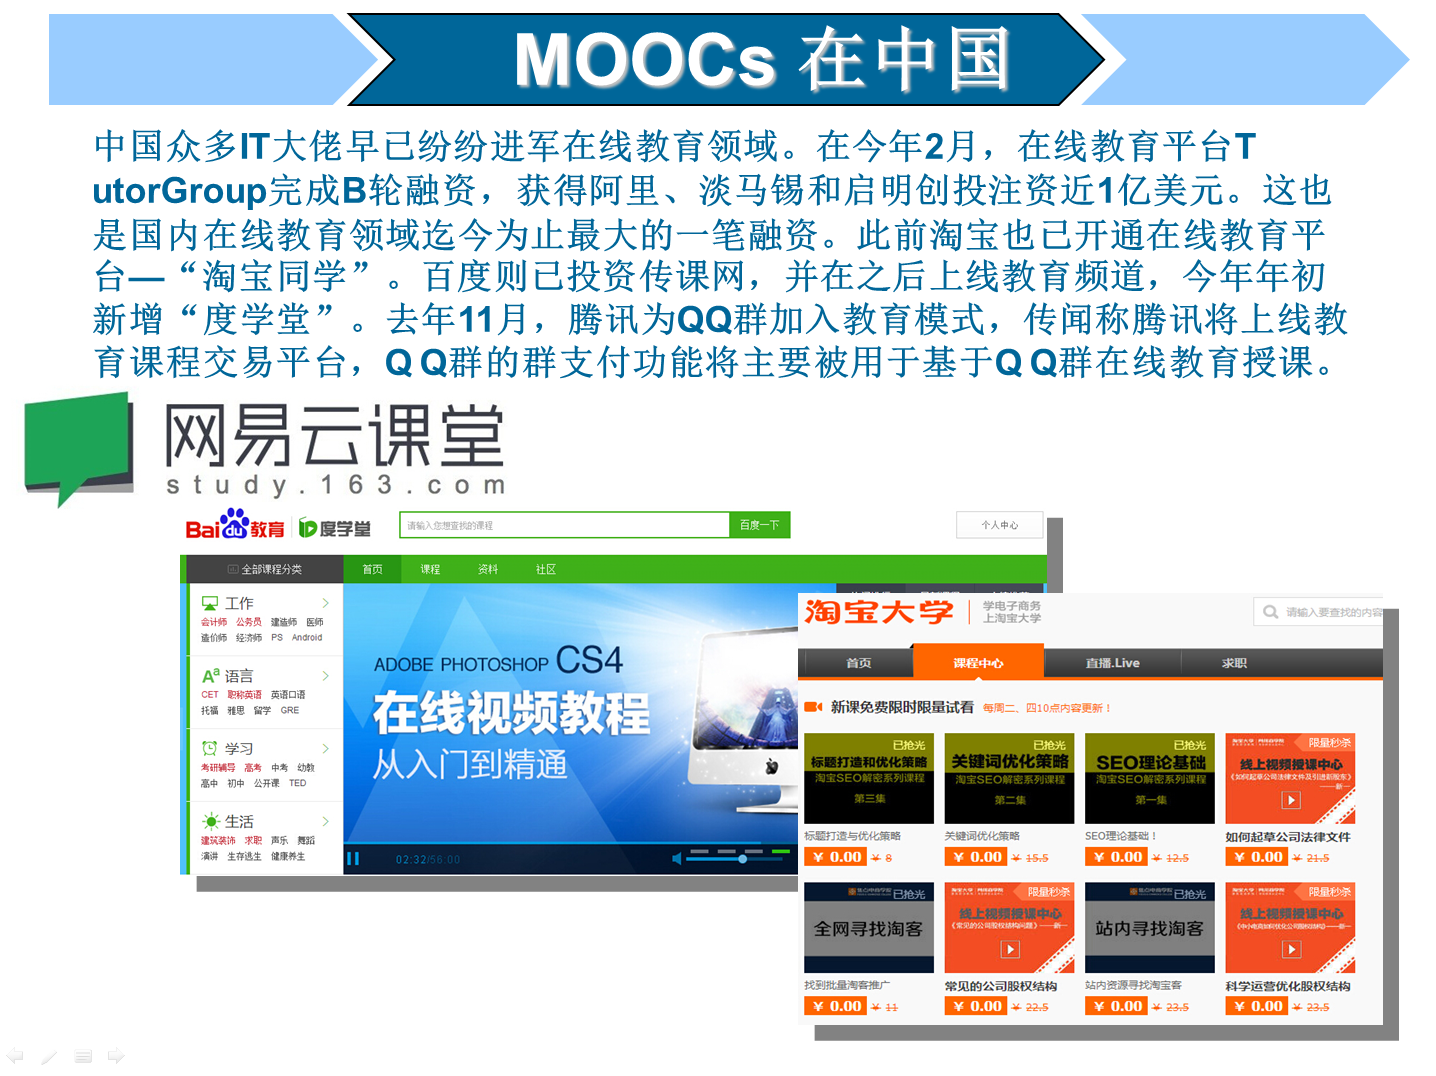 MOOCs 在中国
中国众多IT大佬早已纷纷进军在线教育领域。在今年2月，在线教育平台T
utorGroup完成B轮融资，获得阿里、淡马锡和启明创投注资近1亿美元。这也
是国内在线教育领域迄今为止最大的一笔融资。此前淘宝也已开通在线教育平
台—“淘宝同学”。百度则已投资传课网，并在之后上线教育频道，今年年初
新增“度学堂”。去年11月，腾讯为QQ群加入教育模式，传闻称腾讯将上线教
育课程交易平台，Q Q群的群支付功能将主要被用于基于Q Q群在线教育授课。
网易云课堂
study.163.com
Baidu教育 度学堂
请输入您想查找的课程
百度一下
个人中心
全部课程分类 首页 课程 资料 社区
工作
会计师 公务员 建造师 医师
造价师 经济师 PS Android
语言
CET 职称英语 英语口语
托福 雅思 留学 GRE
学习
考研辅导 高考 中考 幼教
高中 初中 公开课 TED
生活
建筑装饰 求职 声乐 舞蹈
演讲 生存逃生 健康养生
ADOBE PHOTOSHOP CS4
在线视频教程
从入门到精通
02:32/56:00
淘宝大学
学电子商务
上淘宝大学
请输入要查找的内容
首页 课程中心 直播.Live 求职
新课免费限时限量试看 每周二、四10点内容更新！
已抢光 已抢光 已抢光 限量秒杀
标题打造和优化策略 关键词优化策略 SEO理论基础 线上视频授课中心
淘宝SEO解密系列课程 淘宝SEO解密系列课程 淘宝SEO解密系列课程
第三集 第二集 第一集
标题打造与优化策略 关键词优化策略 SEO理论基础！ 如何起草公司法律文件
¥ 0.00 ¥ 8 ¥ 0.00 ¥ 15.5 ¥ 0.00 ¥ 12.5 ¥ 0.00 ¥ 21.5
已抢光 限量秒杀 已抢光 限量秒杀
全网寻找淘客 线上视频授课中心 站内寻找淘客 线上视频授课中心
《常见的公司股权结构问题》
找到批量淘客推广 常见的公司股权结构 站内资源寻找淘宝客 科学运营优化股权结构
¥ 0.00 ¥ 11 ¥ 0.00 ¥ 22.5 ¥ 0.00 ¥ 23.5 ¥ 0.00 ¥ 23.5